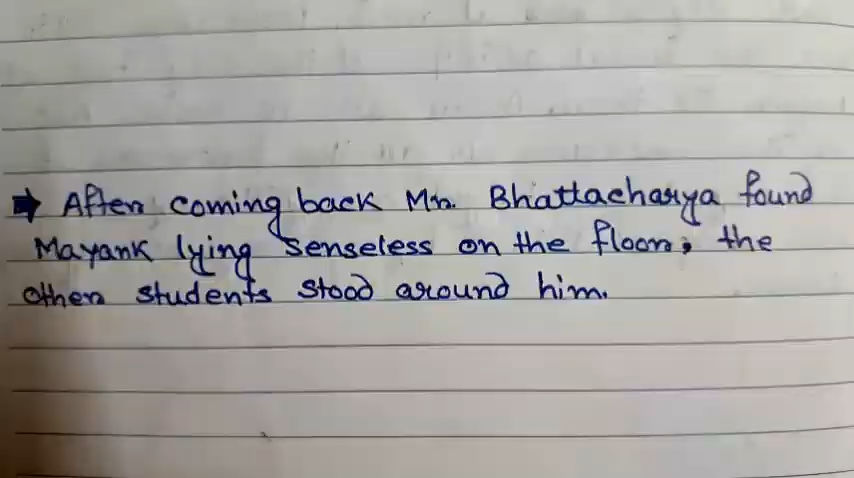 ➡ After coming back Mr. Bhattacharya found
Mayank lying senseless on the floor; the
other students stood around him.